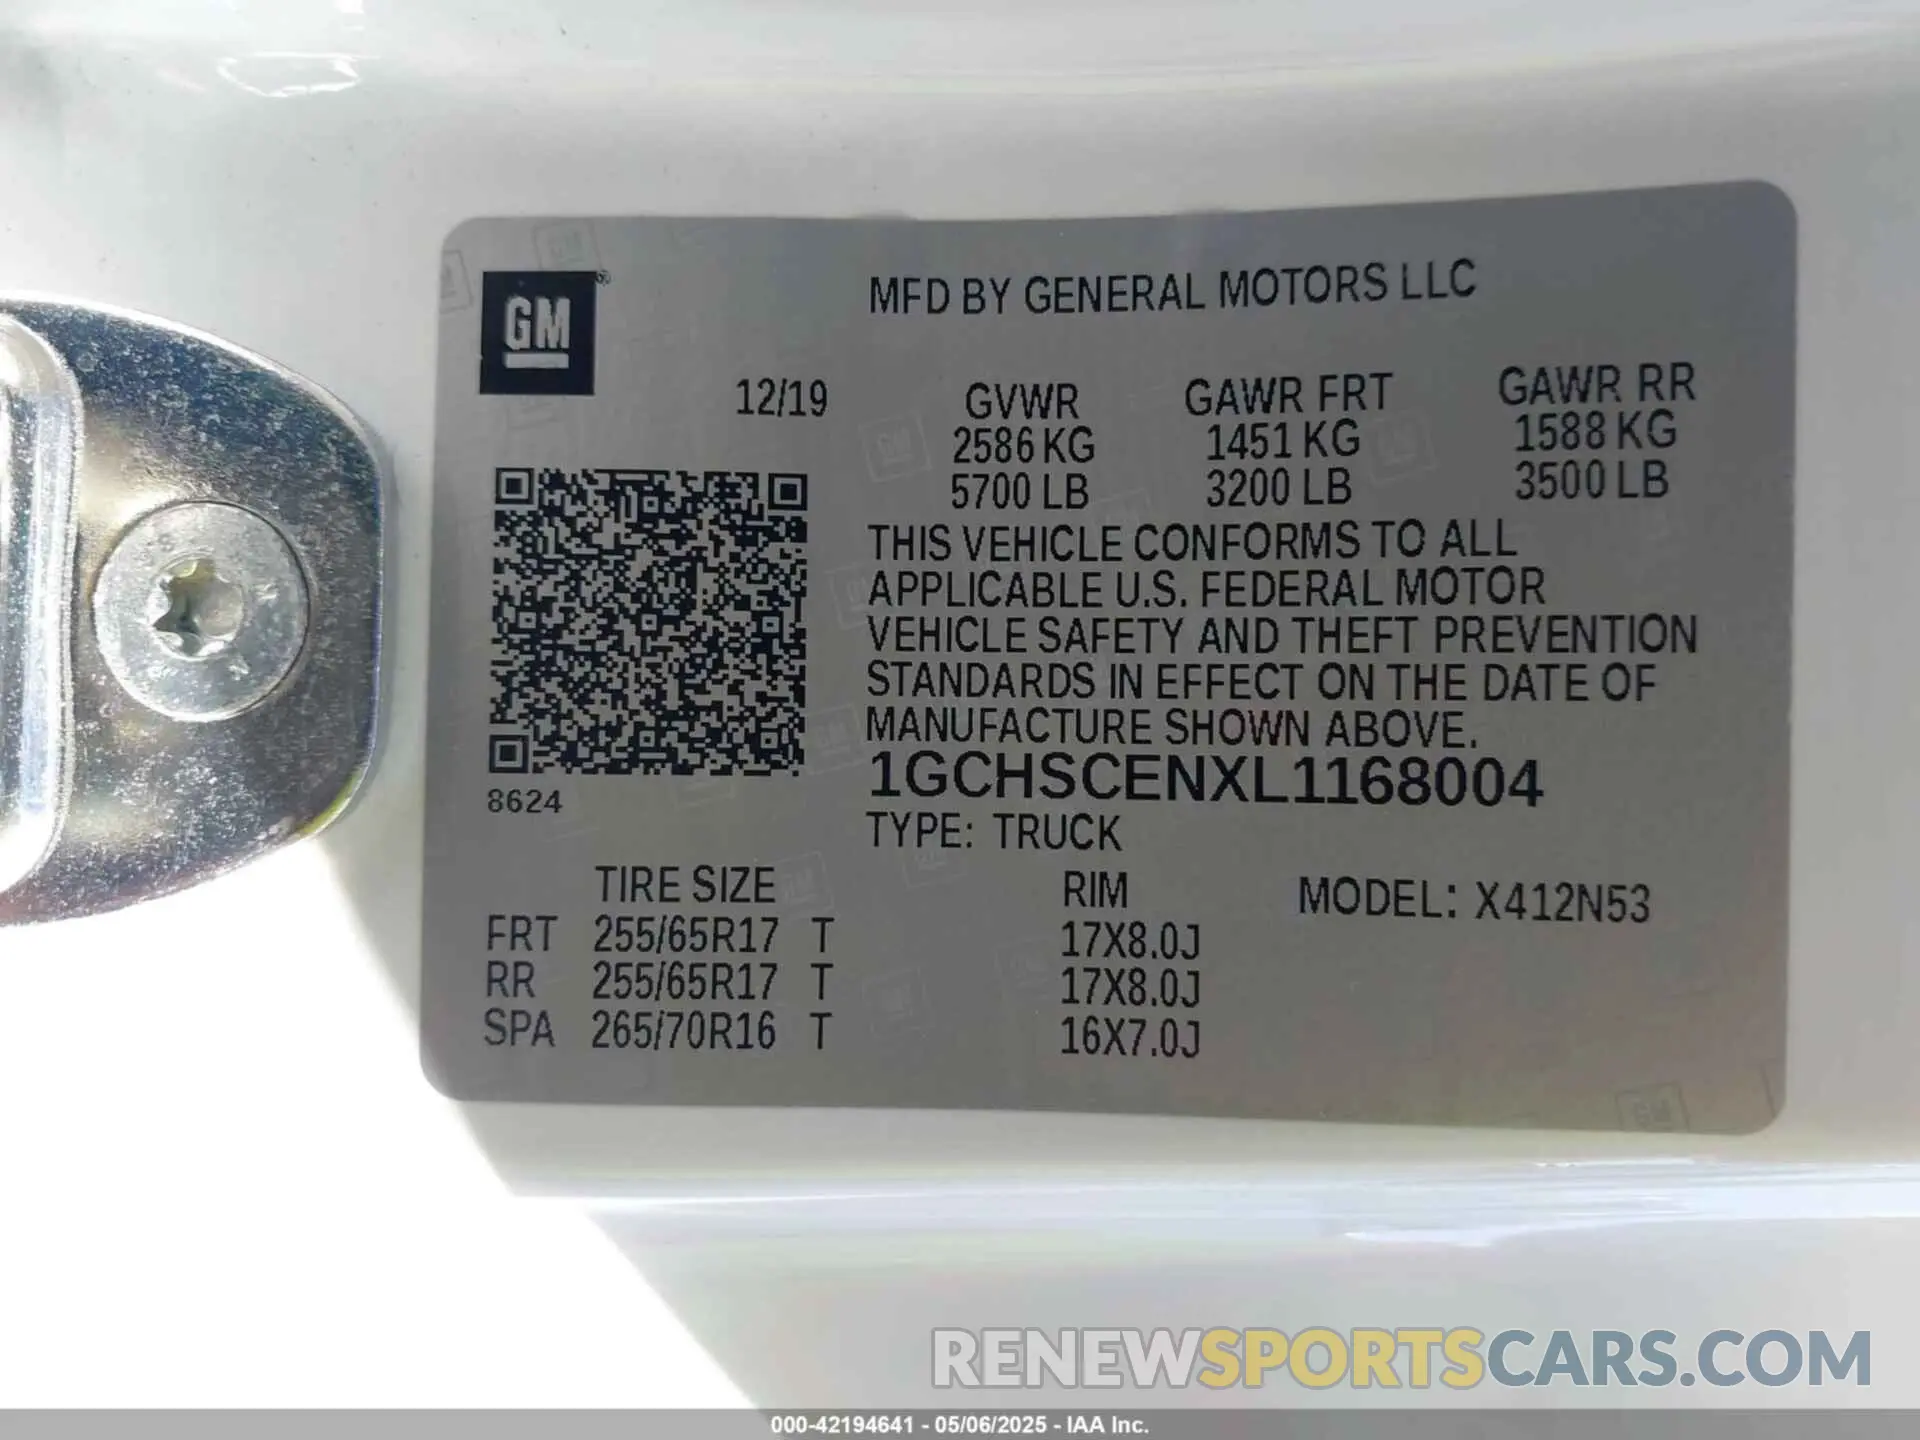 GM ®
MFD BY GENERAL MOTORS LLC
12/19 GVWR GAWR FRT GAWR RR
2586 KG 1451 KG 1588 KG
5700 LB 3200 LB 3500 LB
THIS VEHICLE CONFORMS TO ALL
APPLICABLE U.S. FEDERAL MOTOR
VEHICLE SAFETY AND THEFT PREVENTION
STANDARDS IN EFFECT ON THE DATE OF
MANUFACTURE SHOWN ABOVE.
1GCHSCENXL1168004
8624
TYPE: TRUCK
TIRE SIZE RIM MODEL: X412N53
FRT 255/65R17 T 17X8.0J
RR 255/65R17 T 17X8.0J
SPA 265/70R16 T 16X7.0J
RENEWSPORTSCARS.COM
000-42194641 - 05/06/2025 - IAA Inc.